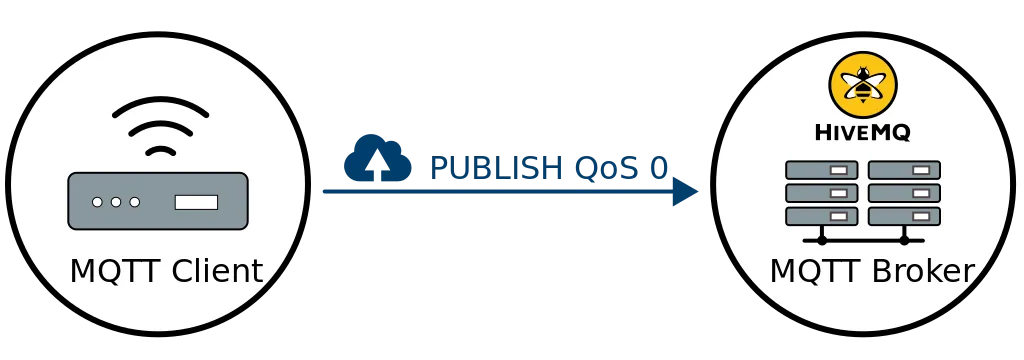 HIVEMQ
PUBLISH QoS 0
MQTT Client
MQTT Broker